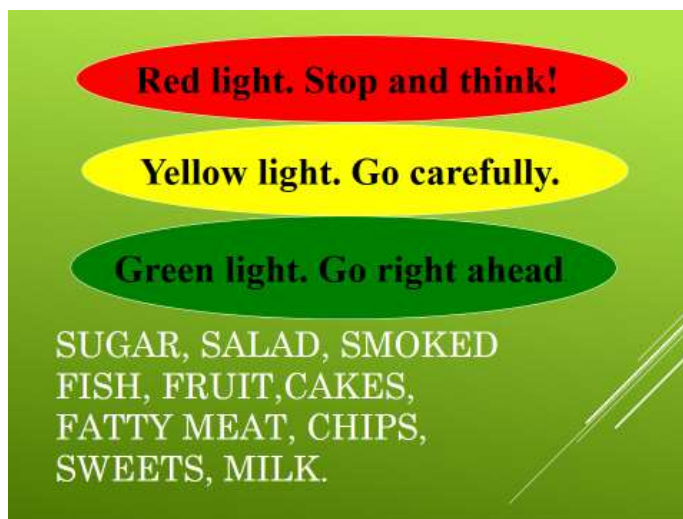 Red light. Stop and think!
Yellow light. Go carefully.
Green light. Go right ahead
SUGAR, SALAD, SMOKED
FISH, FRUIT,CAKES,
FATTY MEAT, CHIPS,
SWEETS, MILK.